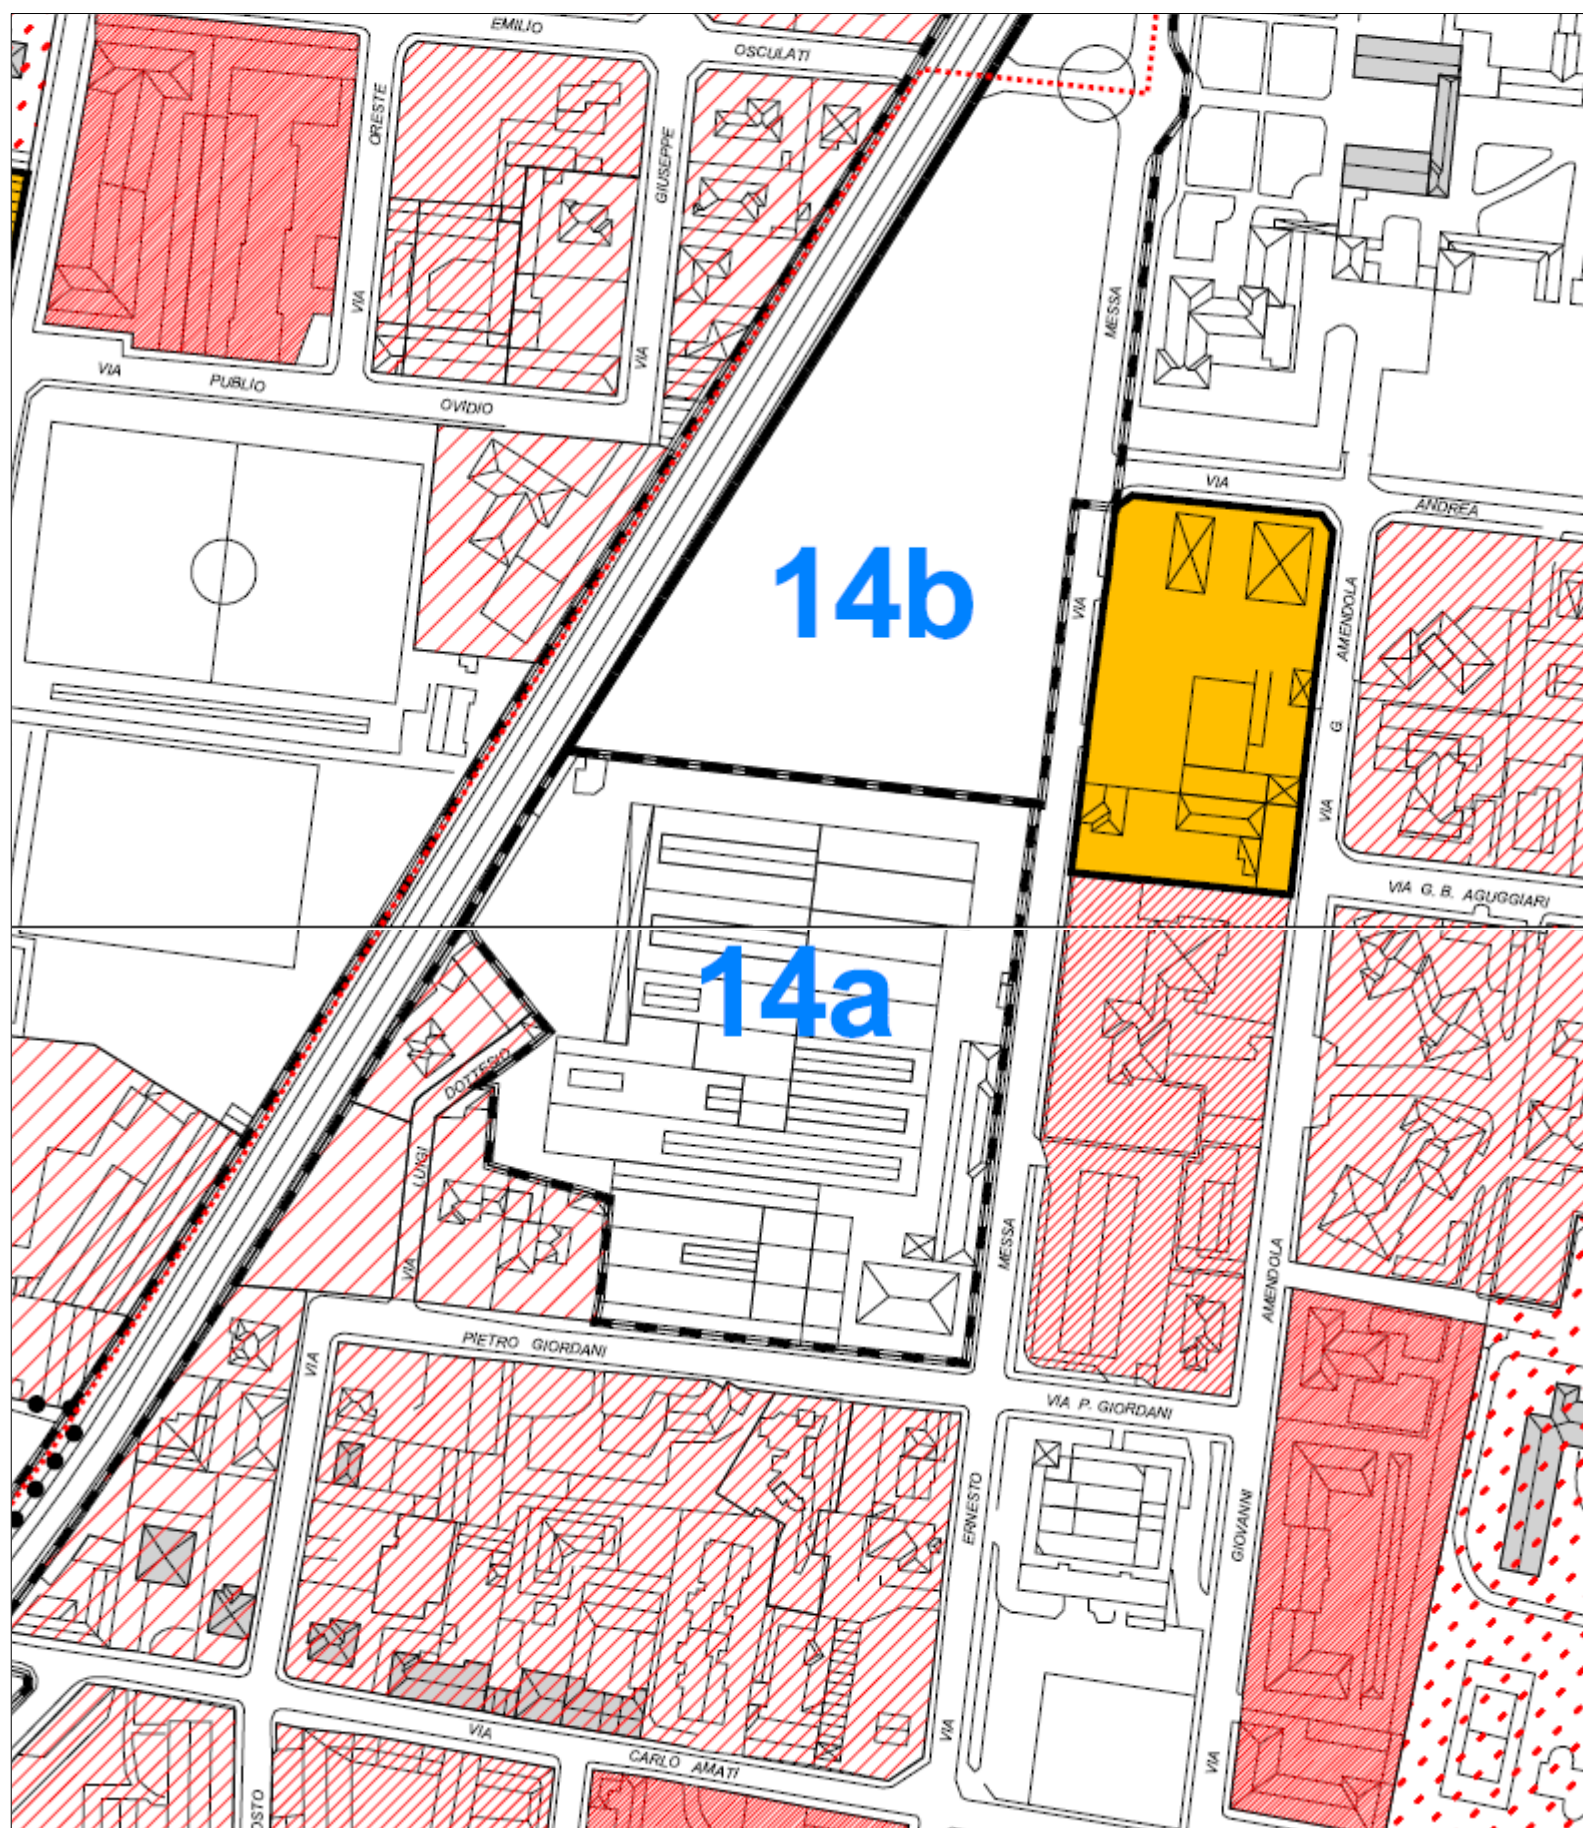 EMILIO
OSCULATI
ORESTE
GIUSEPPE
VIA
VIA
MESSA
VIA
PUBLIO
OVIDIO
VIA
ANDREA
14b
VIA
AMENDOLA
G.
VIA
VIA G. B. AGUGGIARI
14a
DOTTESIO
LUIGI
VIA
MESSA
AMENDOLA
PIETRO GIORDANI
VIA
VIA P. GIORDANI
ERNESTO
GIOVANNI
VIA
VIA
VIA
CARLO AMATI
OSTO